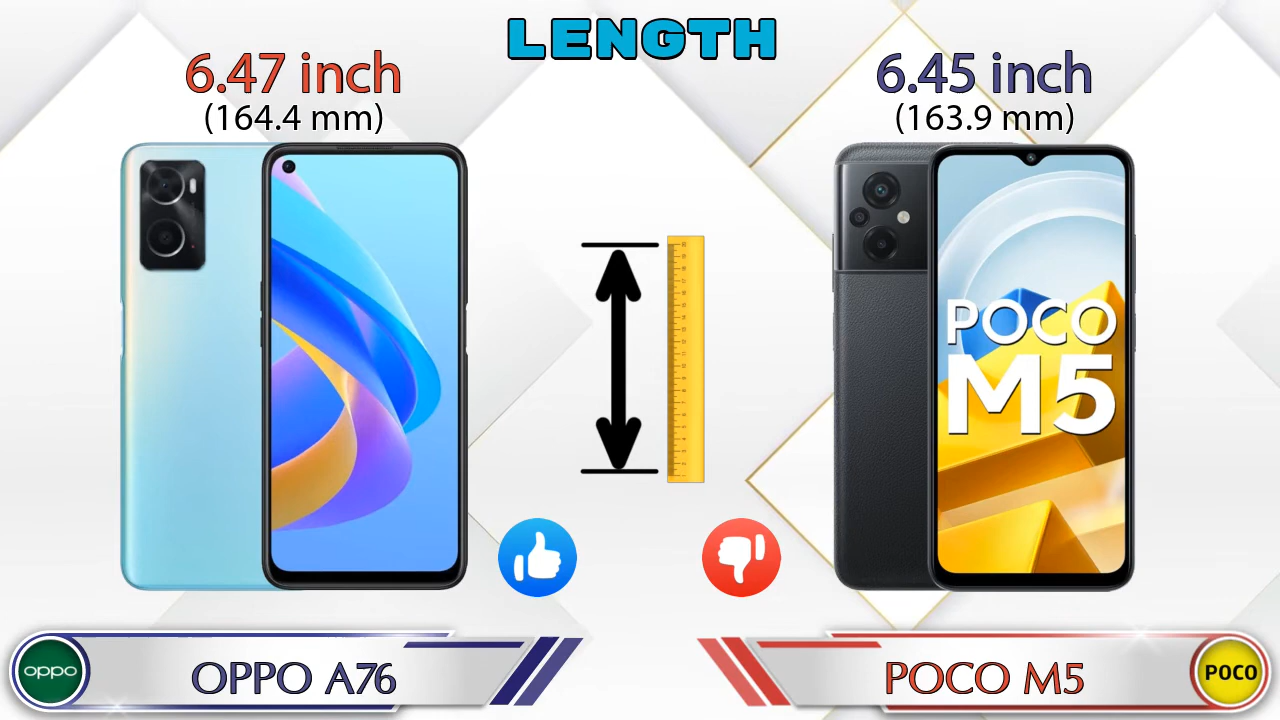 LENGTH
6.47 inch
(164.4 mm)
6.45 inch
(163.9 mm)
POCO
M5
oppo
OPPO A76
POCO M5
POCO